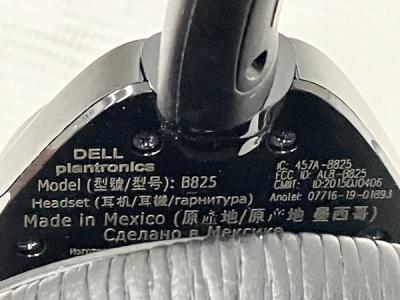 DELL
plantronics
Model (型號/型号): B825
Headset (耳机/耳機/гарнитура)
Made in Mexico (原產地/原产地 墨西哥)
Сделано в Мексике
IC: 457A-B825
FCC ID: AL8-B825
CMIIT ID:2015DJ0406
Anatel: 07716-19-01893